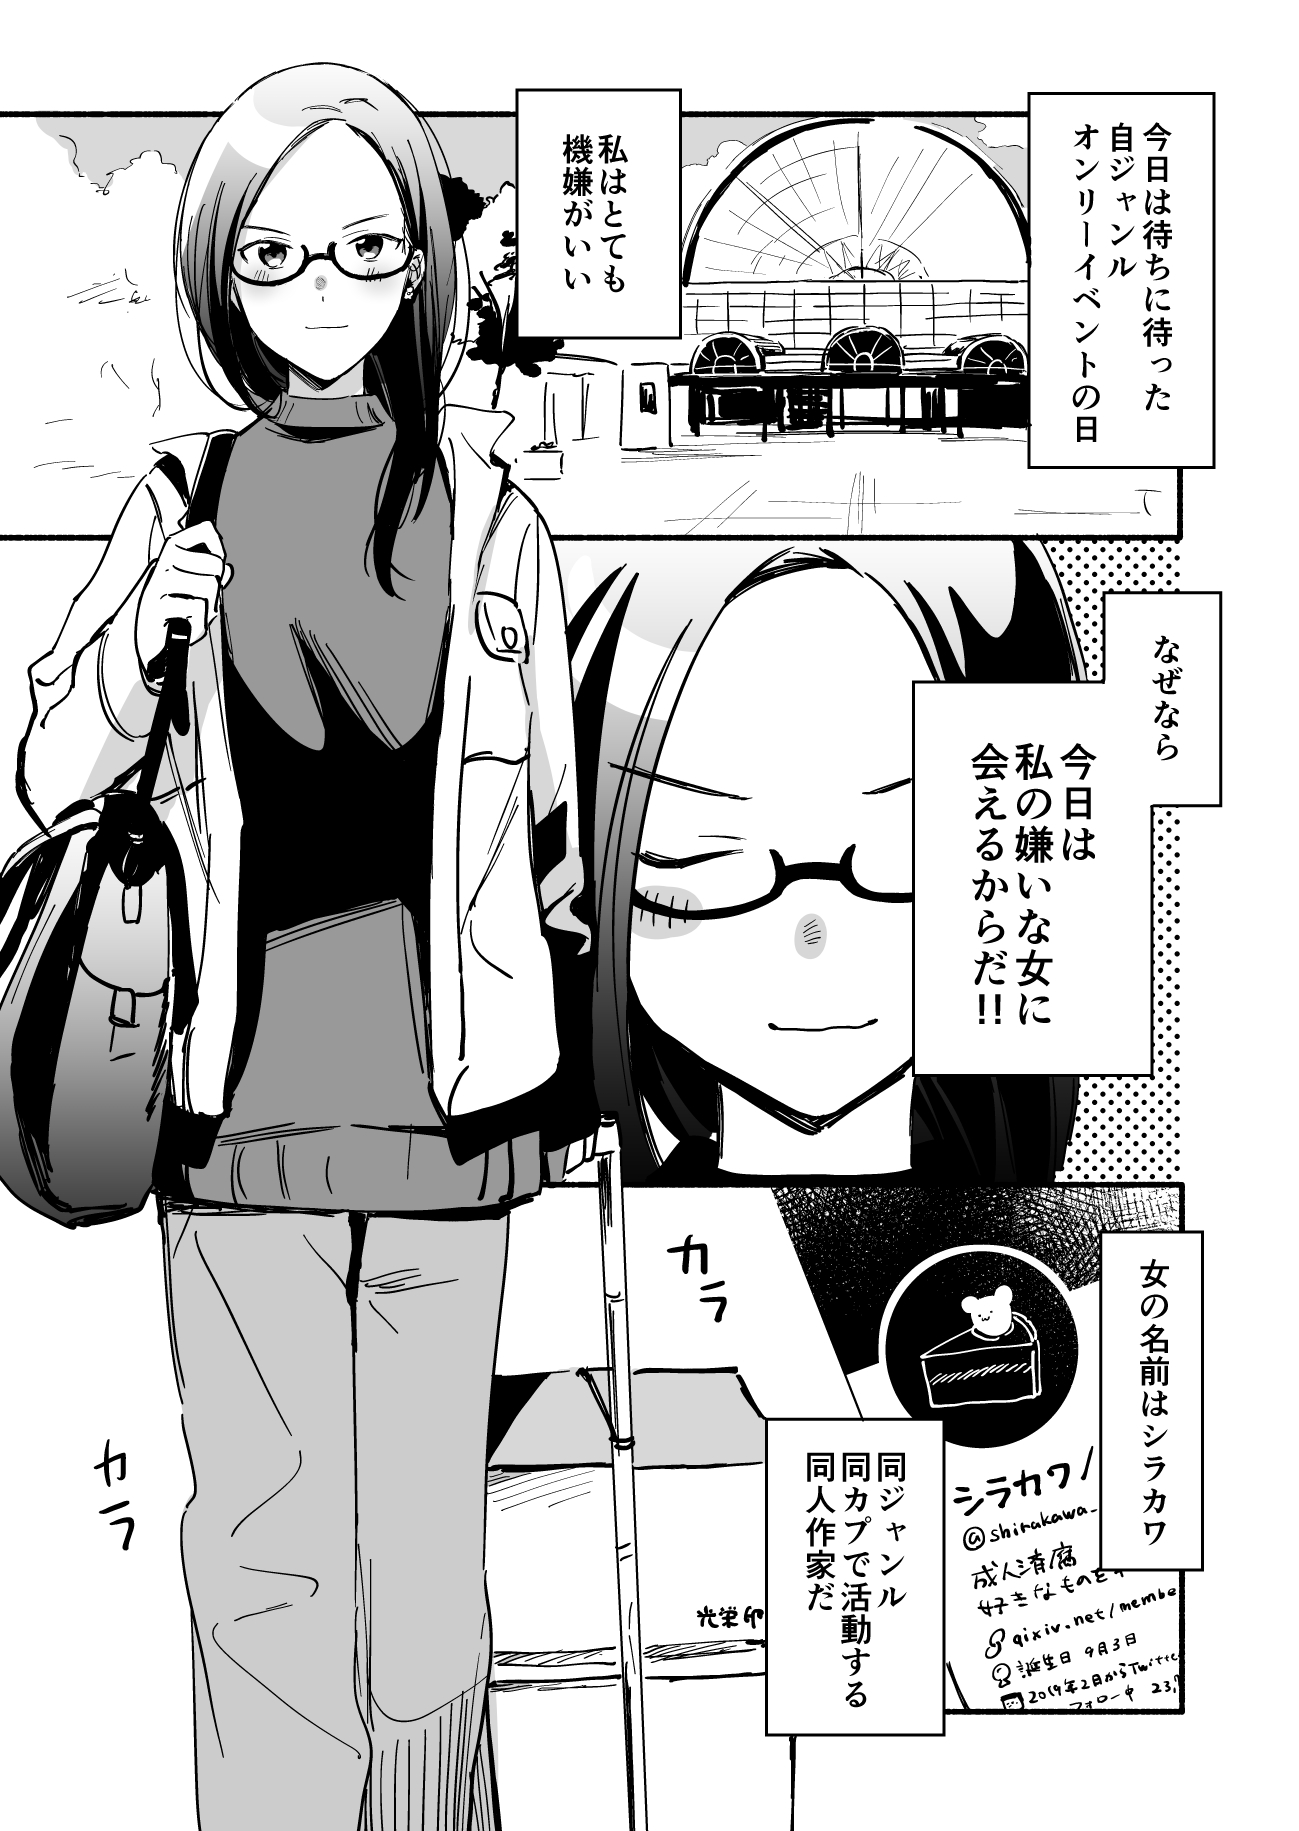 今日は待ちに待った
自ジャンル
オンリーイベントの日
私はとても
機嫌がいい
なぜなら
今日は
私の嫌いな女に
会えるからだ!!
女の名前はシラカワ
シラカワ
@shirakawa_
成人済腐
好きなものを
qixiv.net/membe
誕生日 9月3日
2019年2月からTwitte
フォロー中 23,
同ジャンル
同カプで活動する
同人作家だ
カラ
光栄印
カラ